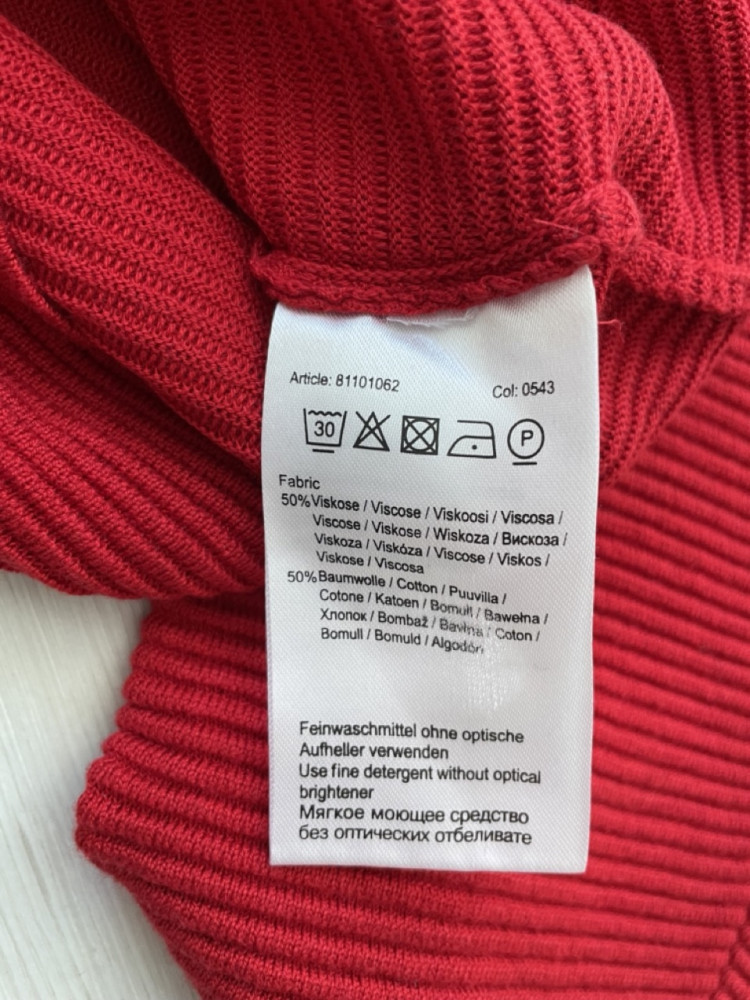 Article: 81101062 Col: 0543
30 P
Fabric
50% Viskose / Viscose / Viskoosi / Viscosa /
Viscose / Viskose / Wiskoza / Вискоза /
Viskoza / Viskóza / Viscose / Viskos /
Viskose / Viscosa
50% Baumwolle / Cotton / Puuvilla /
Cotone / Katoen / Bomull / Bawełna /
Хлопок / Bombaž / Bavlna / Coton /
Bomull / Bomuld / Algodón
Feinwaschmittel ohne optische
Aufheller verwenden
Use fine detergent without optical
brightener
Мягкое моющее средство
без оптических отбеливате